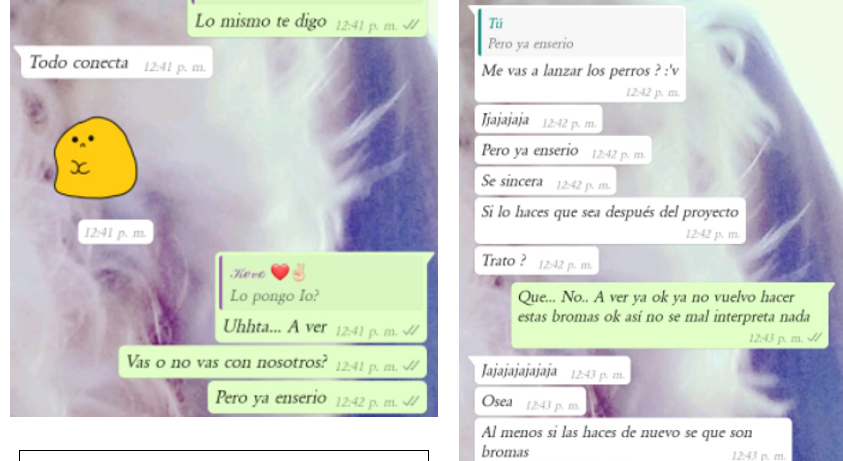 Lo mismo te digo 12:41 p. m.
Todo conecta 12:41 p. m.
12:41 p. m.
Kevo ❤️✌🏻
Lo pongo Io?
Uhhta... A ver 12:41 p. m.
Vas o no vas con nosotros? 12:41 p. m.
Pero ya enserio 12:42 p. m.
Tú
Pero ya enserio
Me vas a lanzar los perros ? :'v
12:42 p. m.
Jjajajaja 12:42 p. m.
Pero ya enserio 12:42 p. m.
Se sincera 12:42 p. m.
Si lo haces que sea después del proyecto
12:42 p. m.
Trato ? 12:42 p. m.
Que... No.. A ver ya ok ya no vuelvo hacer
estas bromas ok así no se mal interpreta nada
12:43 p. m.
Jajajajajajaja 12:43 p. m.
Osea 12:43 p. m.
Al menos si las haces de nuevo se que son
bromas 12:43 p. m.